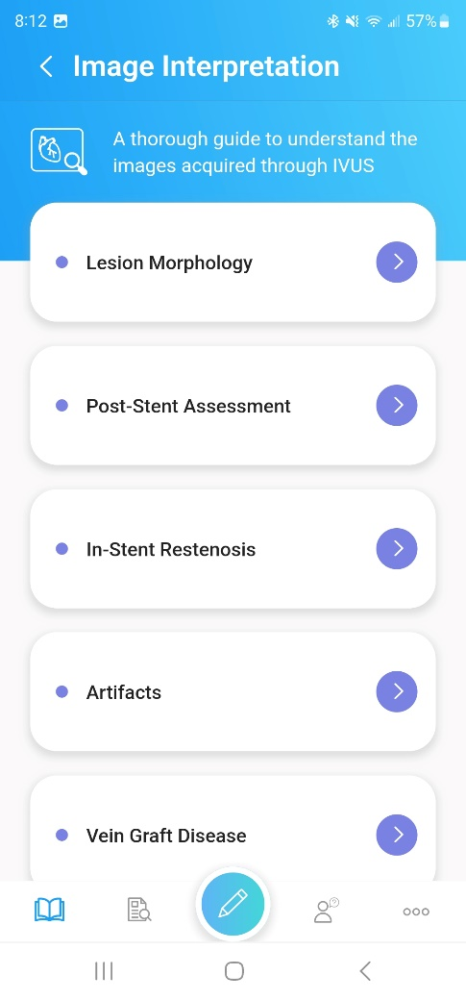 8:12
57%
Image Interpretation
A thorough guide to understand the
images acquired through IVUS
Lesion Morphology
Post-Stent Assessment
In-Stent Restenosis
Artifacts
Vein Graft Disease